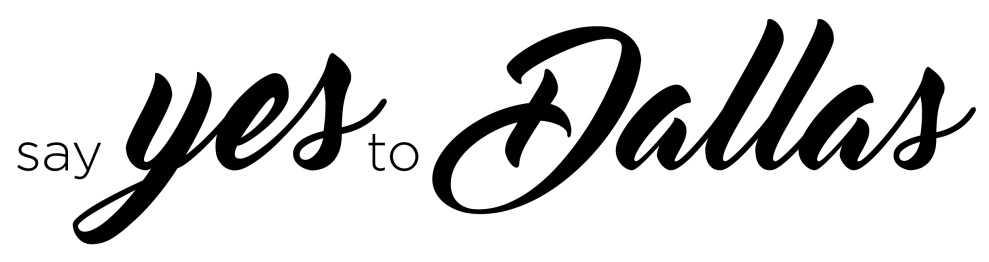 say yes to Dallas